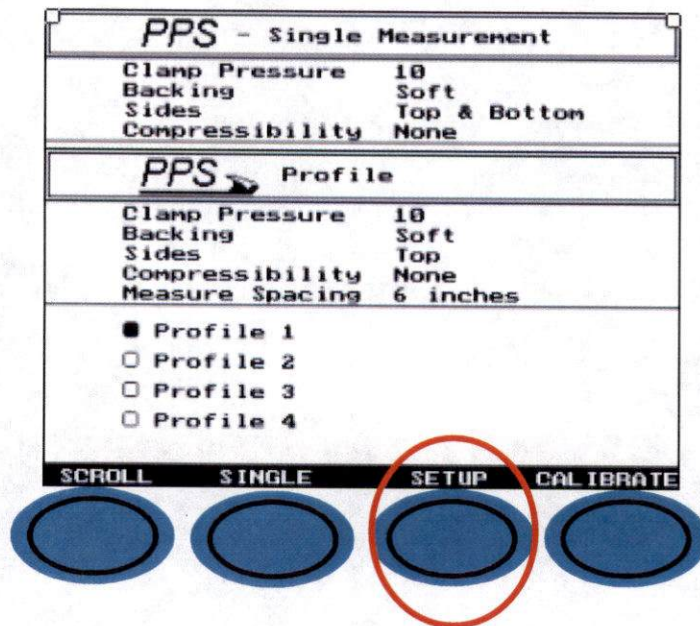 PPS - Single Measurement
Clamp Pressure 10
Backing Soft
Sides Top & Bottom
Compressibility None
PPS Profile
Clamp Pressure 10
Backing Soft
Sides Top
Compressibility None
Measure Spacing 6 inches
Profile 1
Profile 2
Profile 3
Profile 4
SCROLL SINGLE SETUP CALIBRATE